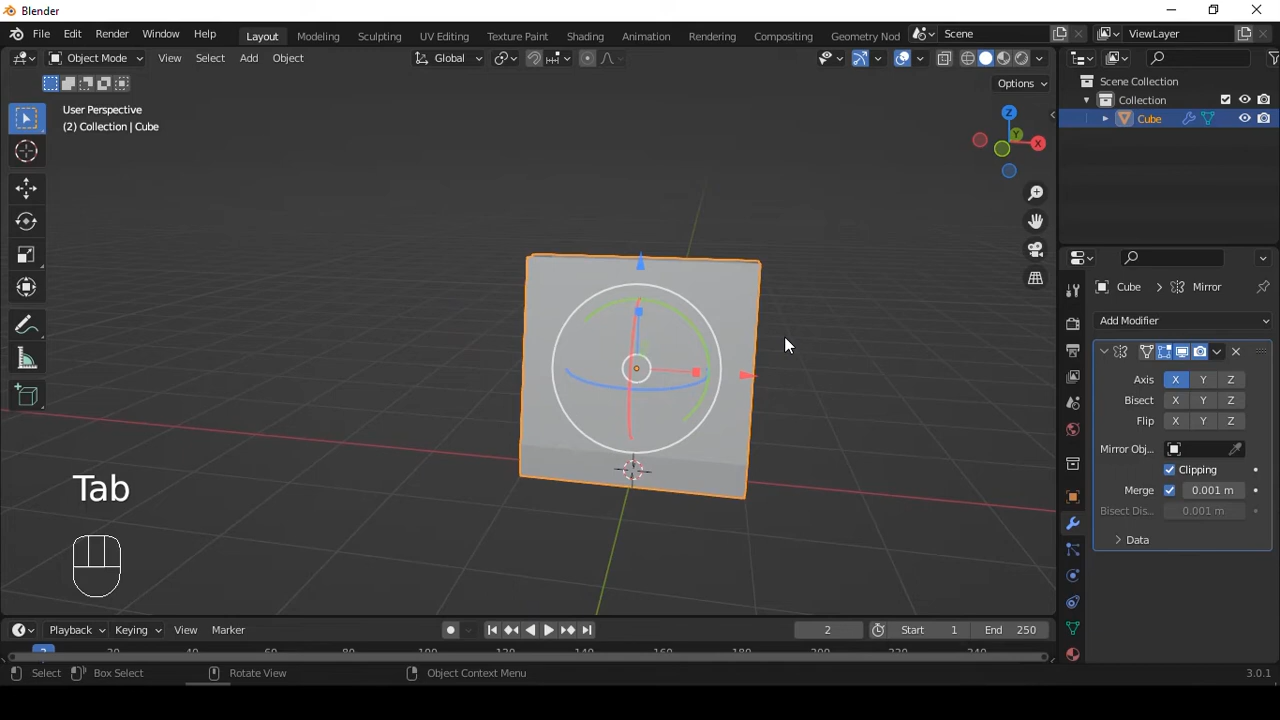 Blender
File Edit Render Window Help Layout Modeling Sculpting UV Editing Texture Paint Shading Animation Rendering Compositing Geometry Nod Scene ViewLayer
Object Mode View Select Add Object Global
Options
User Perspective
(2) Collection | Cube
Scene Collection
Collection
Cube
Z
Y
X
Cube > Mirror
Add Modifier
Axis X Y Z
Bisect X Y Z
Flip X Y Z
Mirror Obj...
Clipping
Merge 0.001 m
Bisect Dis... 0.001 m
Data
Tab
Playback Keying View Marker 2 Start 1 End 250
Select Box Select Rotate View Object Context Menu 3.0.1